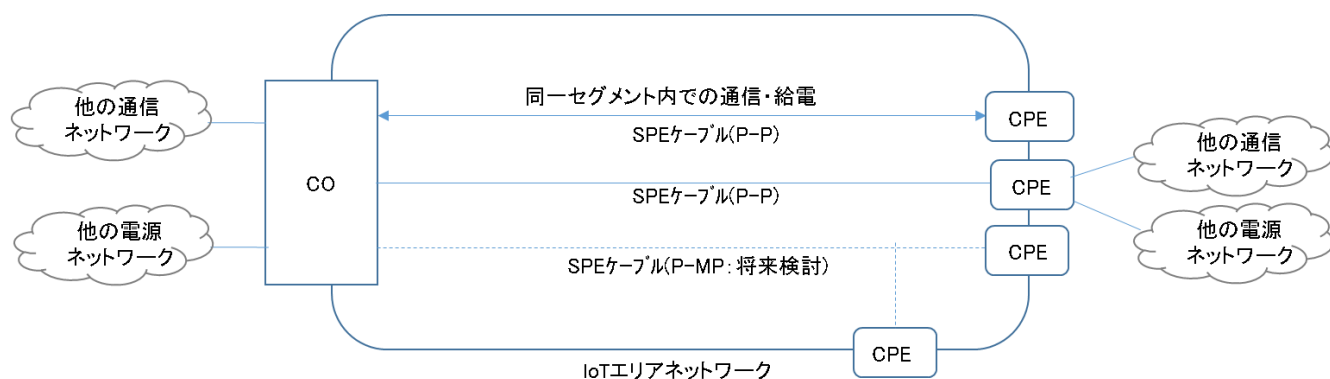 他の通信
ネットワーク
同一セグメント内での通信・給電
CPE
SPEｹｰﾌﾞﾙ(P-P)
他の通信
ネットワーク
CO
CPE
SPEｹｰﾌﾞﾙ(P-P)
他の電源
ネットワーク
他の電源
ネットワーク
CPE
SPEｹｰﾌﾞﾙ(P-MP：将来検討)
CPE
IoTエリアネットワーク